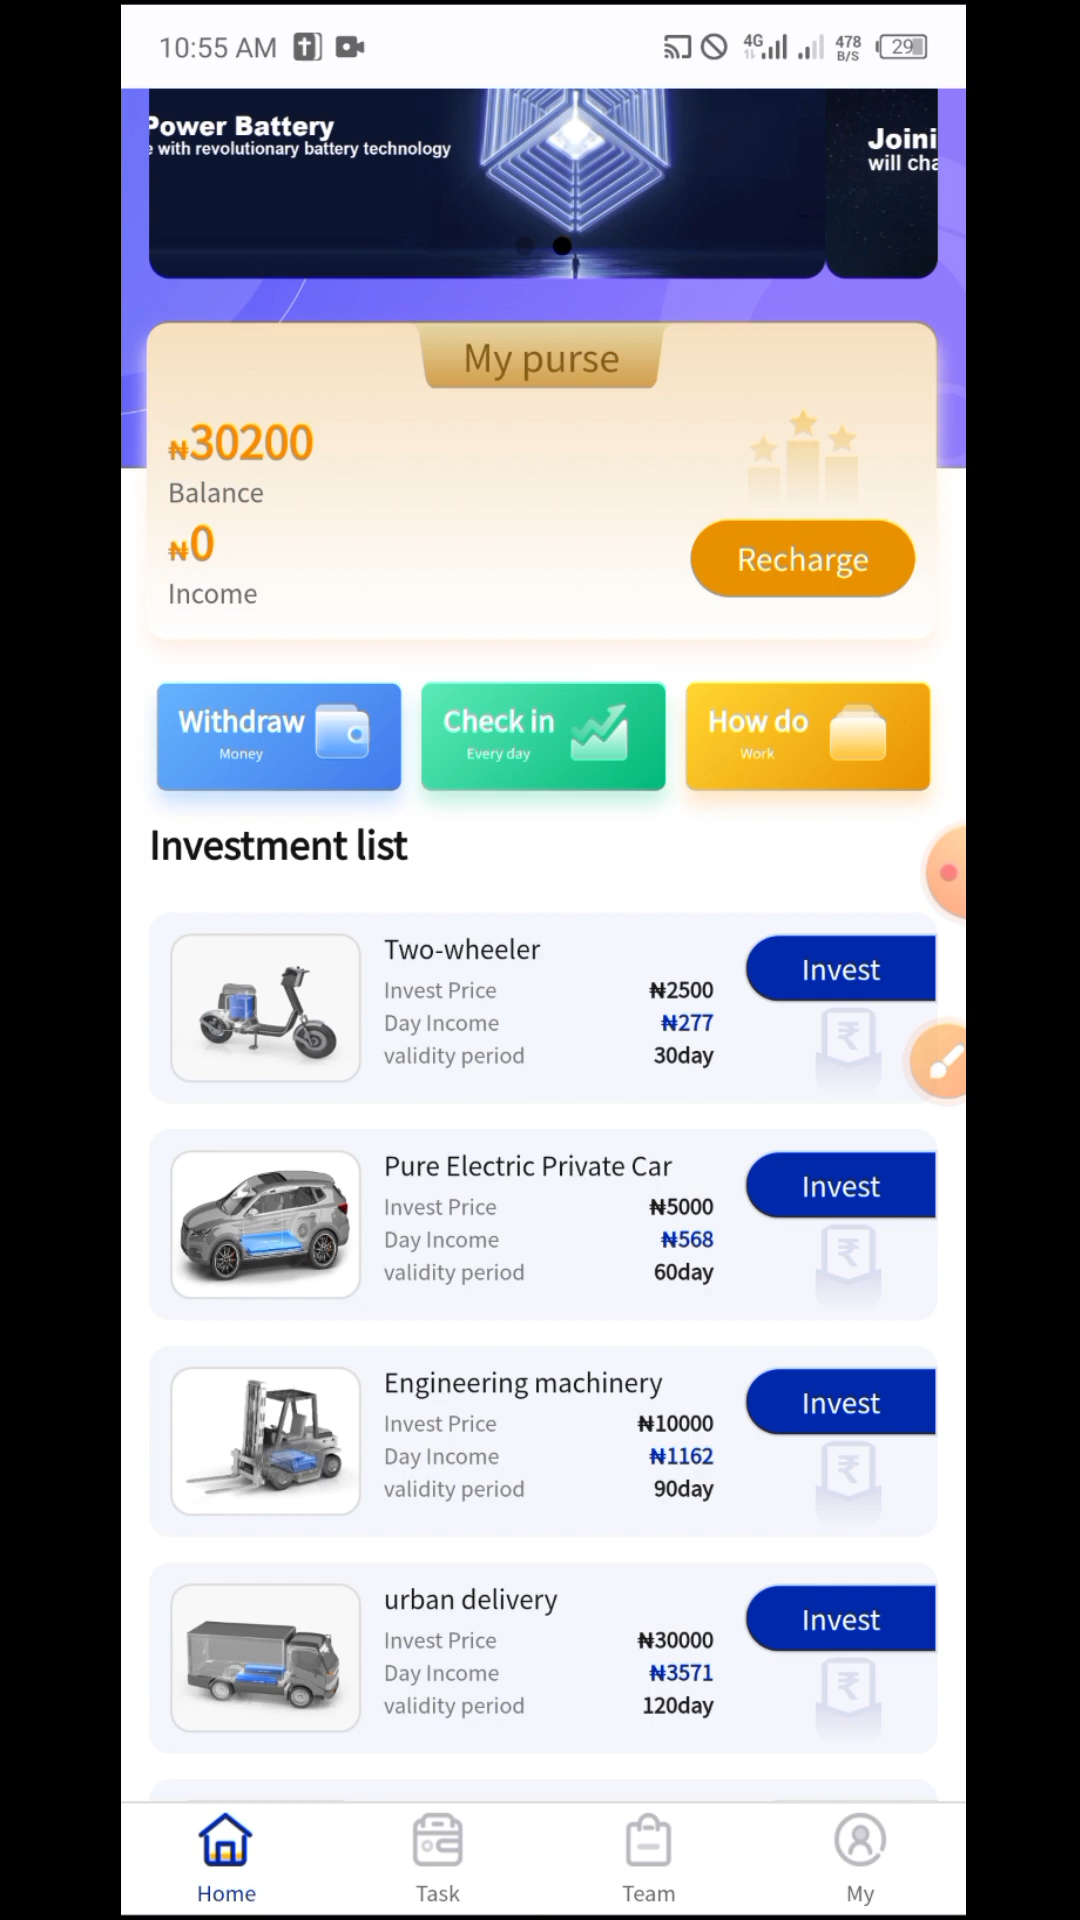 10:55 AM
4G
478
B/S
29
Power Battery
e with revolutionary battery technology
Joini
will cha
My purse
₦30200
Balance
₦0
Income
Recharge
Withdraw
Money
Check in
Every day
How do
Work
Investment list
Two-wheeler
Invest Price ₦2500
Day Income ₦277
validity period 30day
Invest
₹
Pure Electric Private Car
Invest Price ₦5000
Day Income ₦568
validity period 60day
Invest
₹
Engineering machinery
Invest Price ₦10000
Day Income ₦1162
validity period 90day
Invest
₹
urban delivery
Invest Price ₦30000
Day Income ₦3571
validity period 120day
Invest
₹
Home
Task
Team
My